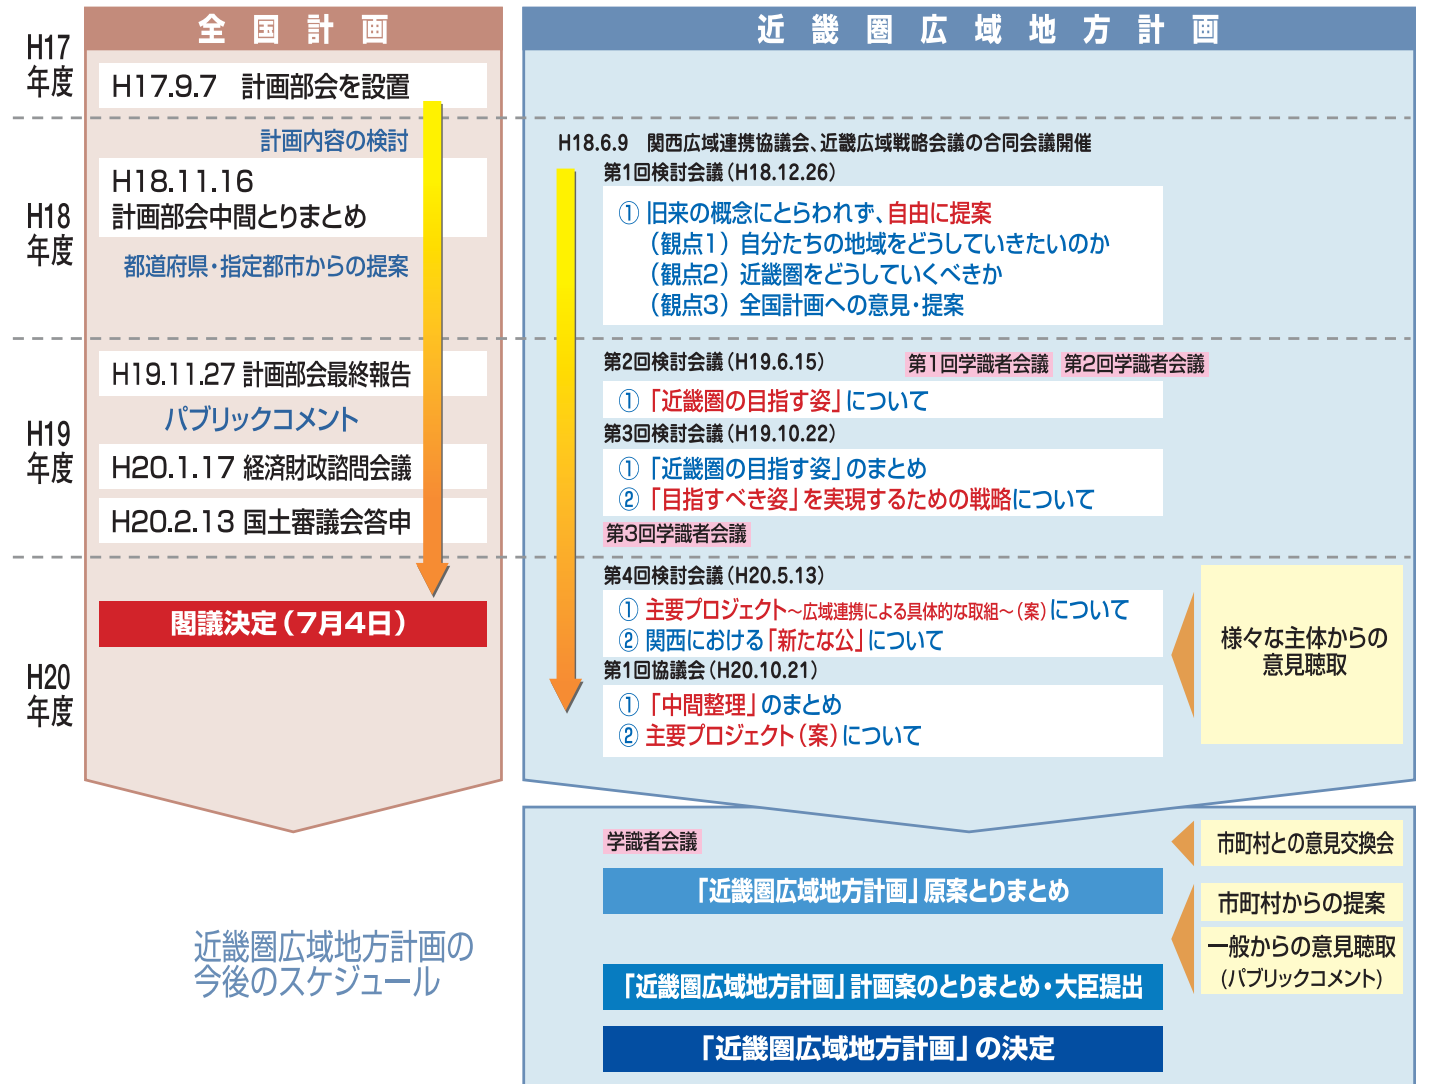 全国計画
近畿圏広域地方計画
H17
年度
H17.9.7 計画部会を設置
計画内容の検討
H18
年度
H18.11.16
計画部会中間とりまとめ
都道府県・指定都市からの提案
H18.6.9 関西広域連携協議会、近畿広域戦略会議の合同会議開催
第1回検討会議(H18.12.26)
① 旧来の概念にとらわれず、自由に提案
(観点1)自分たちの地域をどうしていきたいのか
(観点2)近畿圏をどうしていくべきか
(観点3)全国計画への意見・提案
H19
年度
H19.11.27 計画部会最終報告
パブリックコメント
H20.1.17 経済財政諮問会議
H20.2.13 国土審議会答申
第2回検討会議(H19.6.15) 第1回学識者会議 第2回学識者会議
① 「近畿圏の目指す姿」について
第3回検討会議(H19.10.22)
① 「近畿圏の目指す姿」のまとめ
② 「目指すべき姿」を実現するための戦略について
第3回学識者会議
H20
年度
閣議決定(7月4日)
第4回検討会議(H20.5.13)
① 主要プロジェクト~広域連携による具体的な取組~(案)について
② 関西における「新たな公」について
第1回協議会(H20.10.21)
① 「中間整理」のまとめ
② 主要プロジェクト(案)について
様々な主体からの
意見聴取
近畿圏広域地方計画の
今後のスケジュール
学識者会議
市町村との意見交換会
「近畿圏広域地方計画」原案とりまとめ
市町村からの提案
一般からの意見聴取
(パブリックコメント)
「近畿圏広域地方計画」計画案のとりまとめ・大臣提出
「近畿圏広域地方計画」の決定